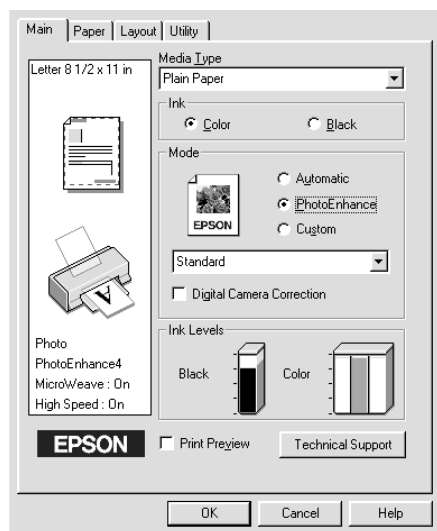 Main Paper Layout Utility
Letter 8 1/2 x 11 in
Media Type
Plain Paper
Ink
Color Black
Mode
EPSON
Automatic
PhotoEnhance
Custom
Standard
Digital Camera Correction
A
Photo
PhotoEnhance4
MicroWeave : On
High Speed : On
Ink Levels
Black Color
EPSON
Print Preview Technical Support
OK Cancel Help